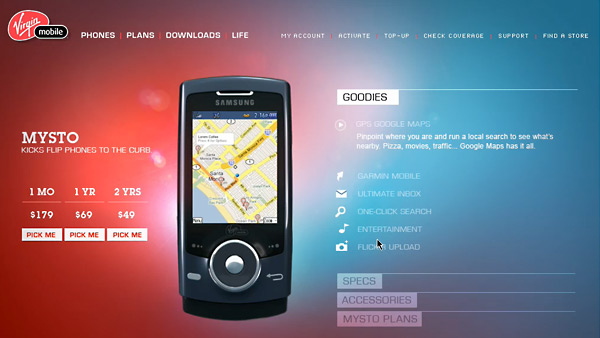 Virgin
mobile
PHONES | PLANS | DOWNLOADS | LIFE
MY ACCOUNT | ACTIVATE | TOP-UP | CHECK COVERAGE | SUPPORT | FIND A STORE
MYSTO
KICKS FLIP PHONES TO THE CURB.
1 MO 1 YR 2 YRS
$179 $69 $49
PICK ME PICK ME PICK ME
SAMSUNG
Santa
Monica
Virgin
GOODIES
GPS GOOGLE MAPS
Pinpoint where you are and run a local search to see what's
nearby. Pizza, movies, traffic... Google Maps has it all.
GARMIN MOBILE
ULTIMATE INBOX
ONE-CLICK SEARCH
ENTERTAINMENT
FLICKR UPLOAD
SPECS
ACCESSORIES
MYSTO PLANS